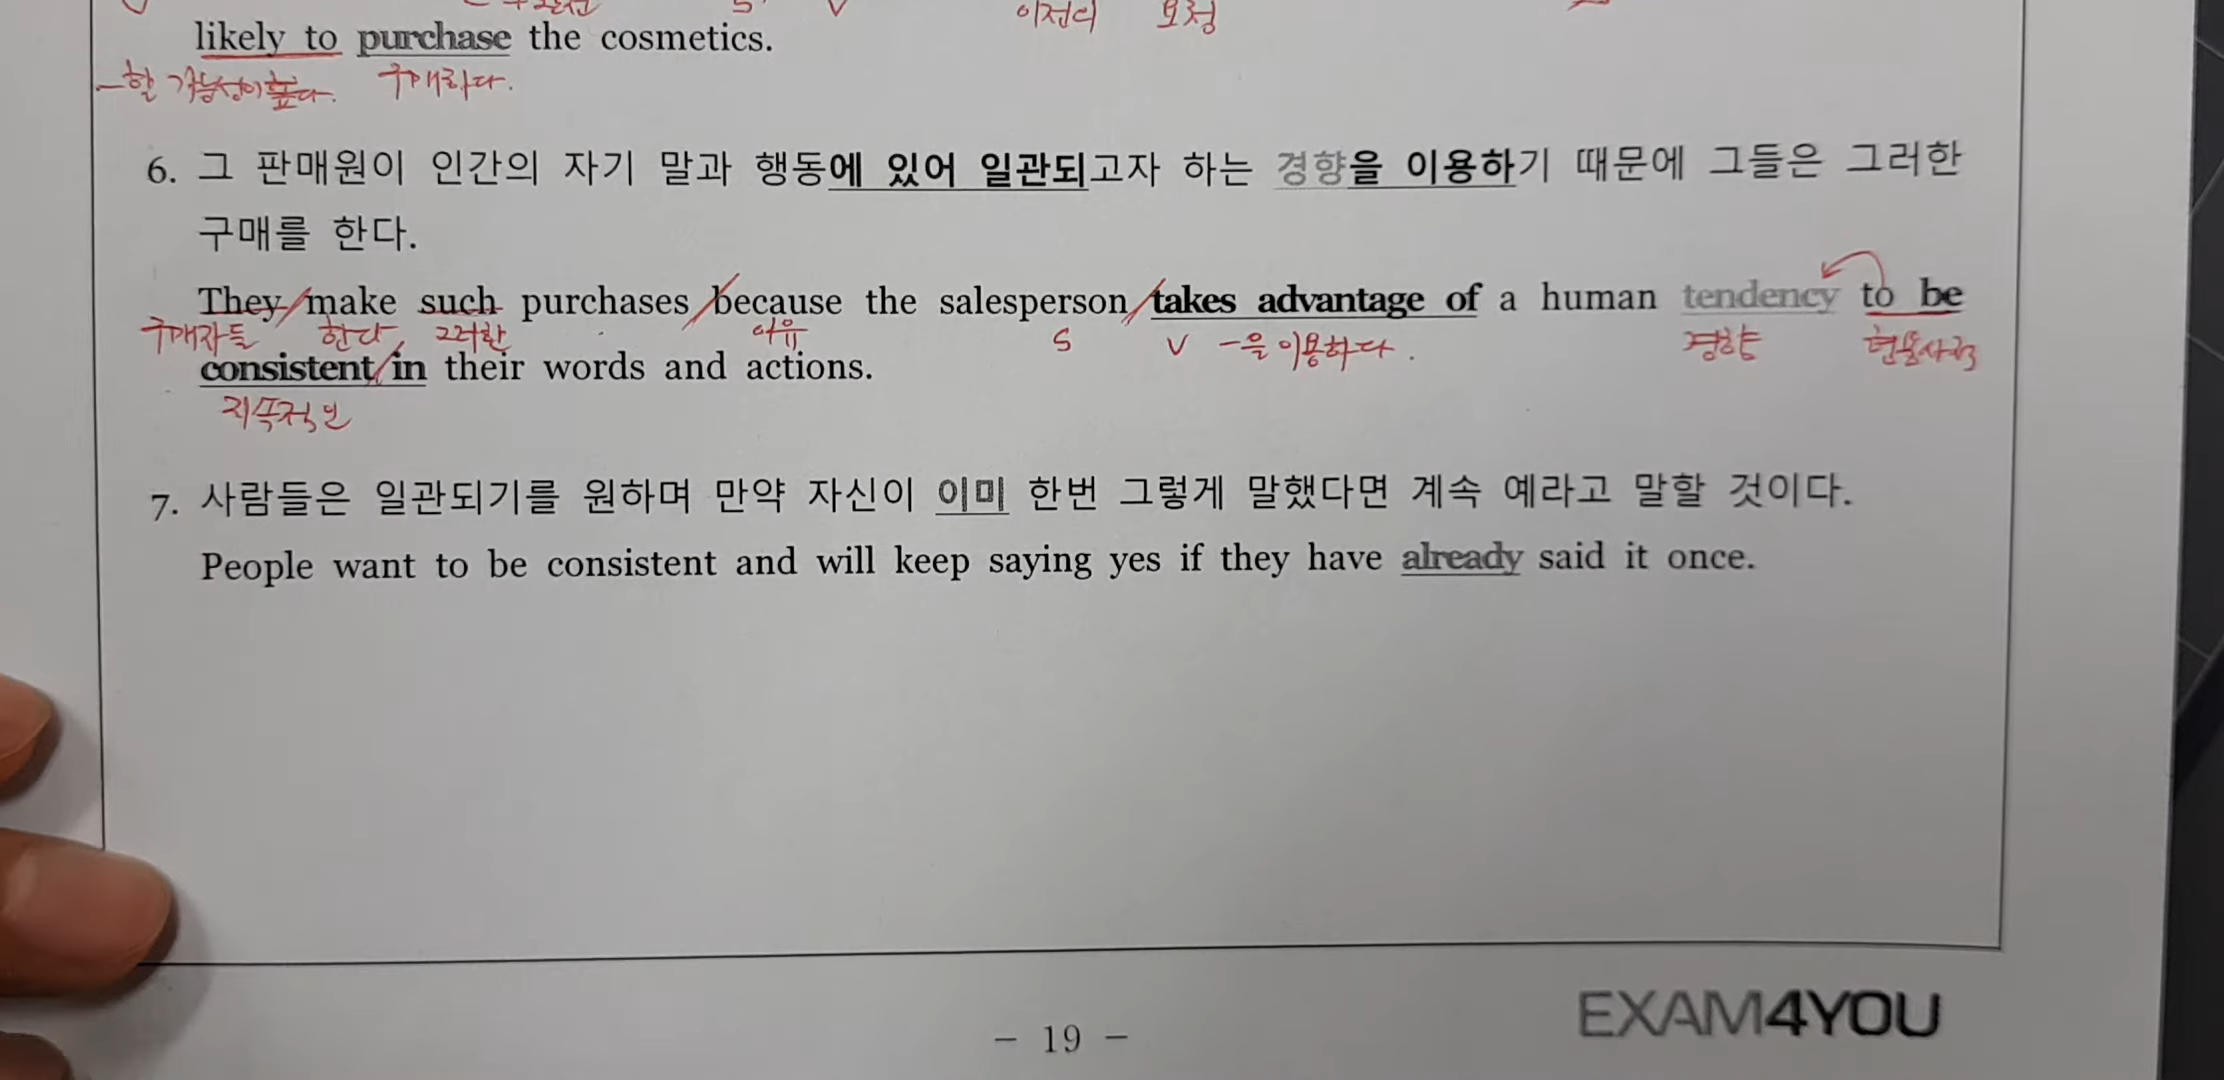 이전의 요청
likely to purchase the cosmetics.
-할 가능성이 높다. 구매하다.
6. 그 판매원이 인간의 자기 말과 행동에 있어 일관되고자 하는 경향을 이용하기 때문에 그들은 그러한
구매를 한다.
They make such purchases because the salesperson takes advantage of a human tendency to be
구매자들 한다 그러한 이유 S V -을 이용하다. 경향
consistent in their words and actions.
지속적인
7. 사람들은 일관되기를 원하며 만약 자신이 이미 한번 그렇게 말했다면 계속 예라고 말할 것이다.
People want to be consistent and will keep saying yes if they have already said it once.
- 19 -
EXAM4YOU